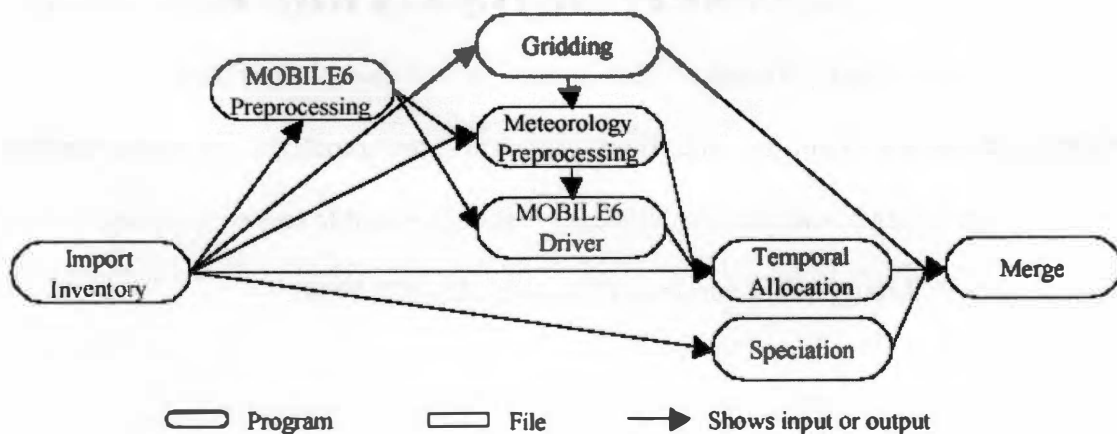 Gridding
MOBILE6
Preprocessing
Meteorology
Preprocessing
MOBILE6
Driver
Import
Inventory
Temporal
Allocation
Merge
Speciation
Program
File
Shows input or output